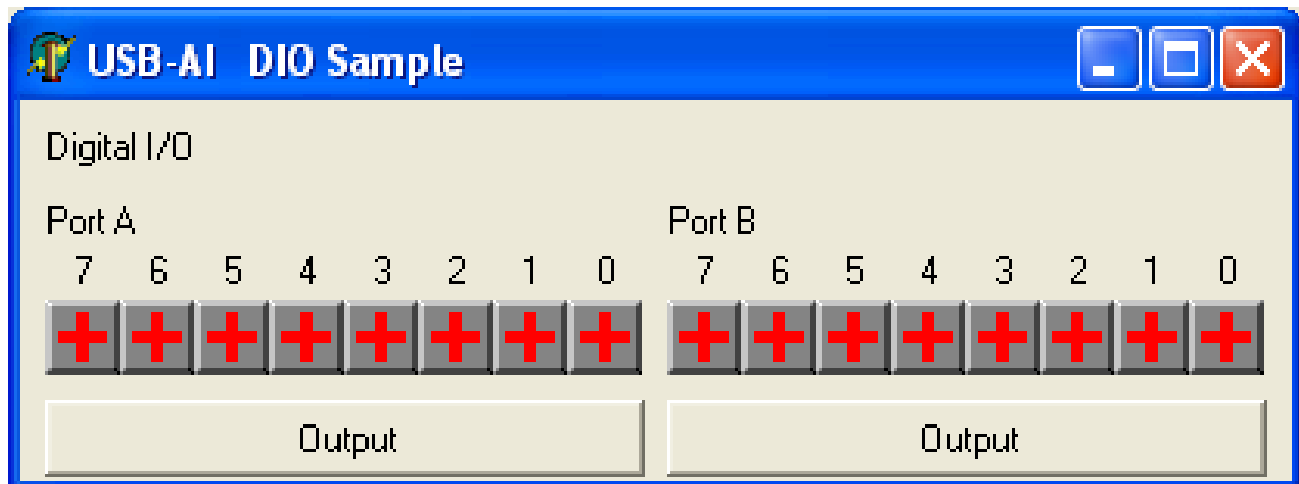 USB-AI DIO Sample
Digital I/O
Port A Port B
7 6 5 4 3 2 1 0 7 6 5 4 3 2 1 0
Output Output